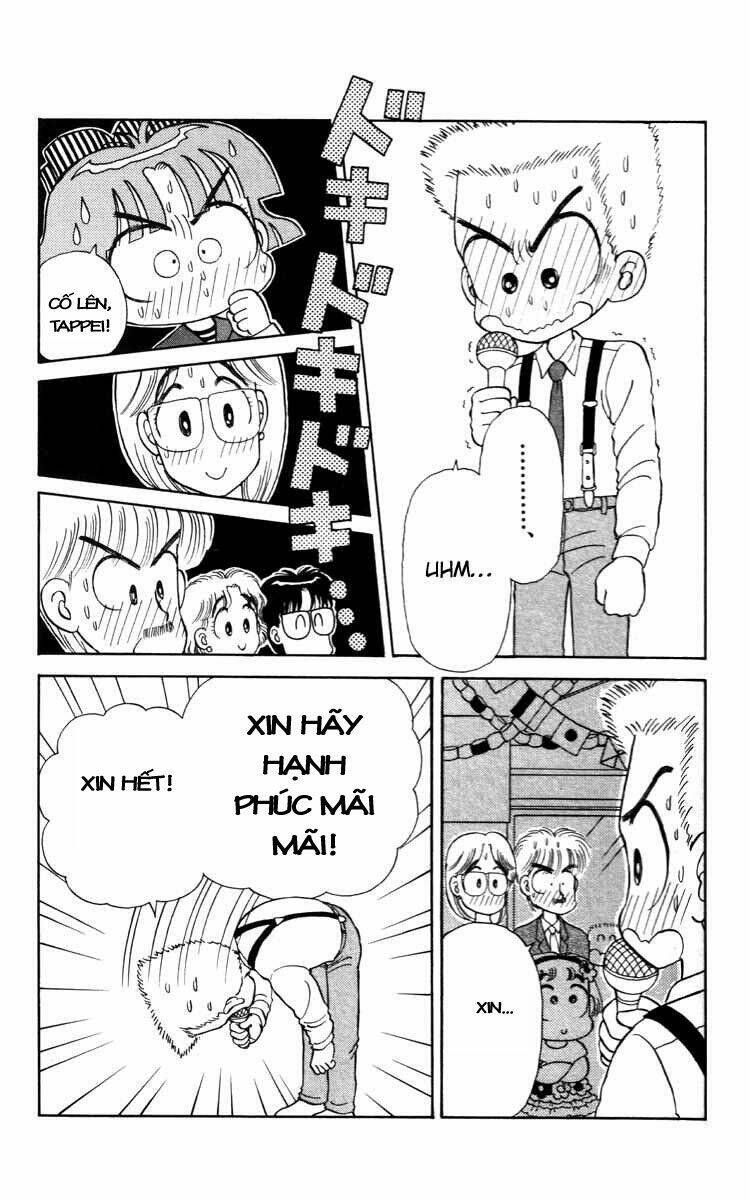 ドキドキドキ…
………、
UHM...
CỐ LÊN,
TAPPEI!
XIN...
XIN HÃY
HẠNH
PHÚC MÃI
MÃI!
XIN HẾT!